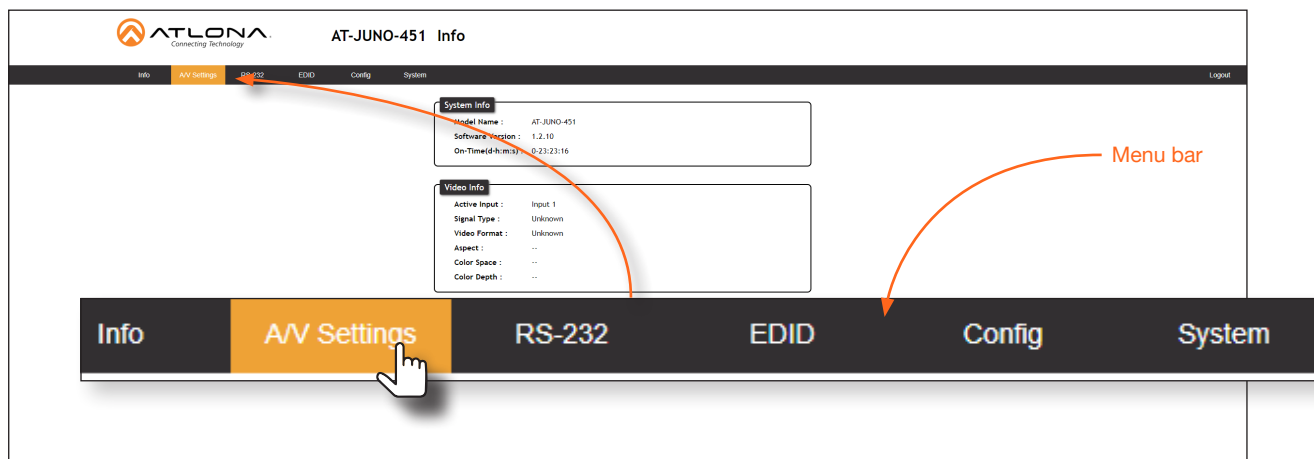 ATLONA.
Connecting Technology
AT-JUNO-451 Info
Info A/V Settings RS-232 EDID Config System Logout
System Info
Model Name : AT-JUNO-451
Software Version : 1.2.10
On-Time(d-h:m:s) : 0-23:23:16
Menu bar
Video Info
Active Input : Input 1
Signal Type : Unknown
Video Format : Unknown
Aspect : --
Color Space : --
Color Depth : --
Info A/V Settings RS-232 EDID Config System